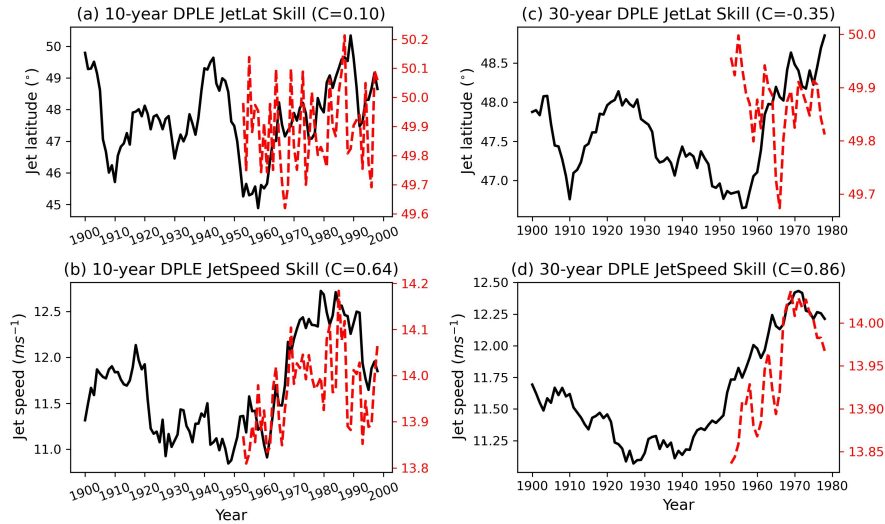 (a) 10-year DPLE JetLat Skill (C=0.10)
50
49
48
47
46
45
Jet latitude (°)
50.2
50.1
50.0
49.9
49.8
49.7
49.6
1900 1910 1920 1930 1940 1950 1960 1970 1980 1990 2000
(c) 30-year DPLE JetLat Skill (C=-0.35)
48.5
48.0
47.5
47.0
Jet latitude (°)
50.0
49.9
49.8
49.7
1900 1910 1920 1930 1940 1950 1960 1970 1980
(b) 10-year DPLE JetSpeed Skill (C=0.64)
12.5
12.0
11.5
11.0
Jet speed (ms⁻¹)
14.2
14.1
14.0
13.9
13.8
1900 1910 1920 1930 1940 1950 1960 1970 1980 1990 2000
Year
(d) 30-year DPLE JetSpeed Skill (C=0.86)
12.50
12.25
12.00
11.75
11.50
11.25
Jet speed (ms⁻¹)
14.00
13.95
13.90
13.85
1900 1910 1920 1930 1940 1950 1960 1970 1980
Year